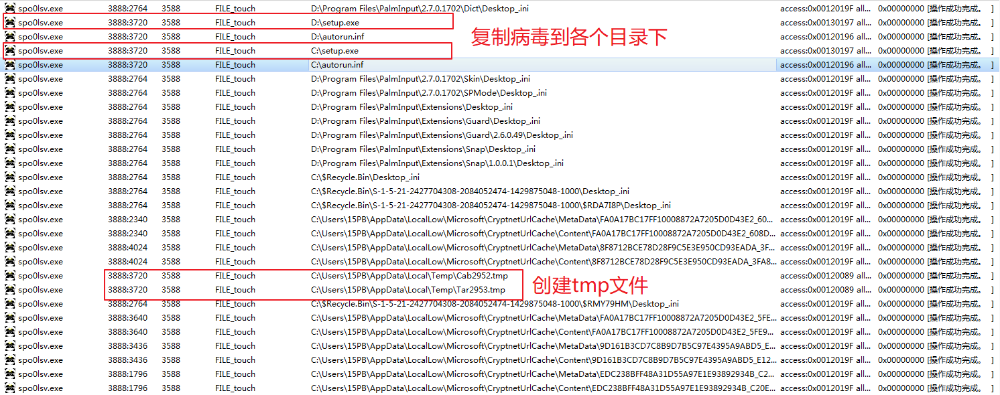 spo0lsv.exe 3888:2764 3588 FILE_touch D:\Program Files\PalmInput\2.7.0.1702\Dict\Desktop_.ini access:0x0012019F all... 0x00000000 [操作成功完成。 ]
spo0lsv.exe 3888:3720 3588 FILE_touch D:\setup.exe access:0x00130197 all... 0x00000000 [操作成功完成。 ]
spo0lsv.exe 3888:3720 3588 FILE_touch D:\autorun.inf access:0x00120196 all... 0x00000000 [操作成功完成。 ]
复制病毒到各个目录下
spo0lsv.exe 3888:3720 3588 FILE_touch C:\setup.exe access:0x00130197 all... 0x00000000 [操作成功完成。 ]
spo0lsv.exe 3888:3720 3588 FILE_touch C:\autorun.inf access:0x00120196 all... 0x00000000 [操作成功完成。 ]
spo0lsv.exe 3888:2764 3588 FILE_touch D:\Program Files\PalmInput\2.7.0.1702\Skin\Desktop_.ini access:0x0012019F all... 0x00000000 [操作成功完成。 ]
spo0lsv.exe 3888:2764 3588 FILE_touch D:\Program Files\PalmInput\2.7.0.1702\SPMode\Desktop_.ini access:0x0012019F all... 0x00000000 [操作成功完成。 ]
spo0lsv.exe 3888:2764 3588 FILE_touch D:\Program Files\PalmInput\Extensions\Desktop_.ini access:0x0012019F all... 0x00000000 [操作成功完成。 ]
spo0lsv.exe 3888:2764 3588 FILE_touch D:\Program Files\PalmInput\Extensions\Guard\Desktop_.ini access:0x0012019F all... 0x00000000 [操作成功完成。 ]
spo0lsv.exe 3888:2764 3588 FILE_touch D:\Program Files\PalmInput\Extensions\Guard\2.6.0.49\Desktop_.ini access:0x0012019F all... 0x00000000 [操作成功完成。 ]
spo0lsv.exe 3888:2764 3588 FILE_touch D:\Program Files\PalmInput\Extensions\Snap\Desktop_.ini access:0x0012019F all... 0x00000000 [操作成功完成。 ]
spo0lsv.exe 3888:2764 3588 FILE_touch D:\Program Files\PalmInput\Extensions\Snap\1.0.0.1\Desktop_.ini access:0x0012019F all... 0x00000000 [操作成功完成。 ]
spo0lsv.exe 3888:2764 3588 FILE_touch C:\$Recycle.Bin\Desktop_.ini access:0x0012019F all... 0x00000000 [操作成功完成。 ]
spo0lsv.exe 3888:2764 3588 FILE_touch C:\$Recycle.Bin\S-1-5-21-2427704308-2084052474-1429875048-1000\Desktop_.ini access:0x0012019F all... 0x00000000 [操作成功完成。 ]
spo0lsv.exe 3888:2764 3588 FILE_touch C:\$Recycle.Bin\S-1-5-21-2427704308-2084052474-1429875048-1000\$RDA7I8P\Desktop_.ini access:0x0012019F all... 0x00000000 [操作成功完成。 ]
spo0lsv.exe 3888:2340 3588 FILE_touch C:\Users\15PB\AppData\LocalLow\Microsoft\CryptnetUrlCache\MetaData\FA0A17BC17FF10008872A7205D0D43E2_60... access:0x0012019F all... 0x00000000 [操作成功完成。 ]
spo0lsv.exe 3888:2340 3588 FILE_touch C:\Users\15PB\AppData\LocalLow\Microsoft\CryptnetUrlCache\Content\FA0A17BC17FF10008872A7205D0D43E2_608D... access:0x0012019F all... 0x00000000 [操作成功完成。 ]
spo0lsv.exe 3888:4024 3588 FILE_touch C:\Users\15PB\AppData\LocalLow\Microsoft\CryptnetUrlCache\MetaData\8F8712BCE78D28F9C5E3E950CD93EADA_3F... access:0x0012019F all... 0x00000000 [操作成功完成。 ]
spo0lsv.exe 3888:4024 3588 FILE_touch C:\Users\15PB\AppData\LocalLow\Microsoft\CryptnetUrlCache\Content\8F8712BCE78D28F9C5E3E950CD93EADA_3FA8... access:0x0012019F all... 0x00000000 [操作成功完成。 ]
spo0lsv.exe 3888:3720 3588 FILE_touch C:\Users\15PB\AppData\Local\Temp\Cab2952.tmp access:0x00120089 all... 0x00000000 [操作成功完成。 ]
创建tmp文件
spo0lsv.exe 3888:3720 3588 FILE_touch C:\Users\15PB\AppData\Local\Temp\Tar2953.tmp access:0x00120089 all... 0x00000000 [操作成功完成。 ]
spo0lsv.exe 3888:2764 3588 FILE_touch C:\$Recycle.Bin\S-1-5-21-2427704308-2084052474-1429875048-1000\$RMY79HM\Desktop_.ini access:0x0012019F all... 0x00000000 [操作成功完成。 ]
spo0lsv.exe 3888:3640 3588 FILE_touch C:\Users\15PB\AppData\LocalLow\Microsoft\CryptnetUrlCache\MetaData\FA0A17BC17FF10008872A7205D0D43E2_5FE... access:0x0012019F all... 0x00000000 [操作成功完成。 ]
spo0lsv.exe 3888:3640 3588 FILE_touch C:\Users\15PB\AppData\LocalLow\Microsoft\CryptnetUrlCache\Content\FA0A17BC17FF10008872A7205D0D43E2_5FE9... access:0x0012019F all... 0x00000000 [操作成功完成。 ]
spo0lsv.exe 3888:3436 3588 FILE_touch C:\Users\15PB\AppData\LocalLow\Microsoft\CryptnetUrlCache\MetaData\9D161B3CD7C8B9D7B5C97E4395A9ABD5_E... access:0x0012019F all... 0x00000000 [操作成功完成。 ]
spo0lsv.exe 3888:3436 3588 FILE_touch C:\Users\15PB\AppData\LocalLow\Microsoft\CryptnetUrlCache\Content\9D161B3CD7C8B9D7B5C97E4395A9ABD5_E12... access:0x0012019F all... 0x00000000 [操作成功完成。 ]
spo0lsv.exe 3888:1796 3588 FILE_touch C:\Users\15PB\AppData\LocalLow\Microsoft\CryptnetUrlCache\MetaData\EDC238BFF48A31D55A97E1E93892934B_C2... access:0x0012019F all... 0x00000000 [操作成功完成。 ]
spo0lsv.exe 3888:1796 3588 FILE_touch C:\Users\15PB\AppData\LocalLow\Microsoft\CryptnetUrlCache\Content\EDC238BFF48A31D55A97E1E93892934B_C20E... access:0x0012019F all... 0x00000000 [操作成功完成。 ]